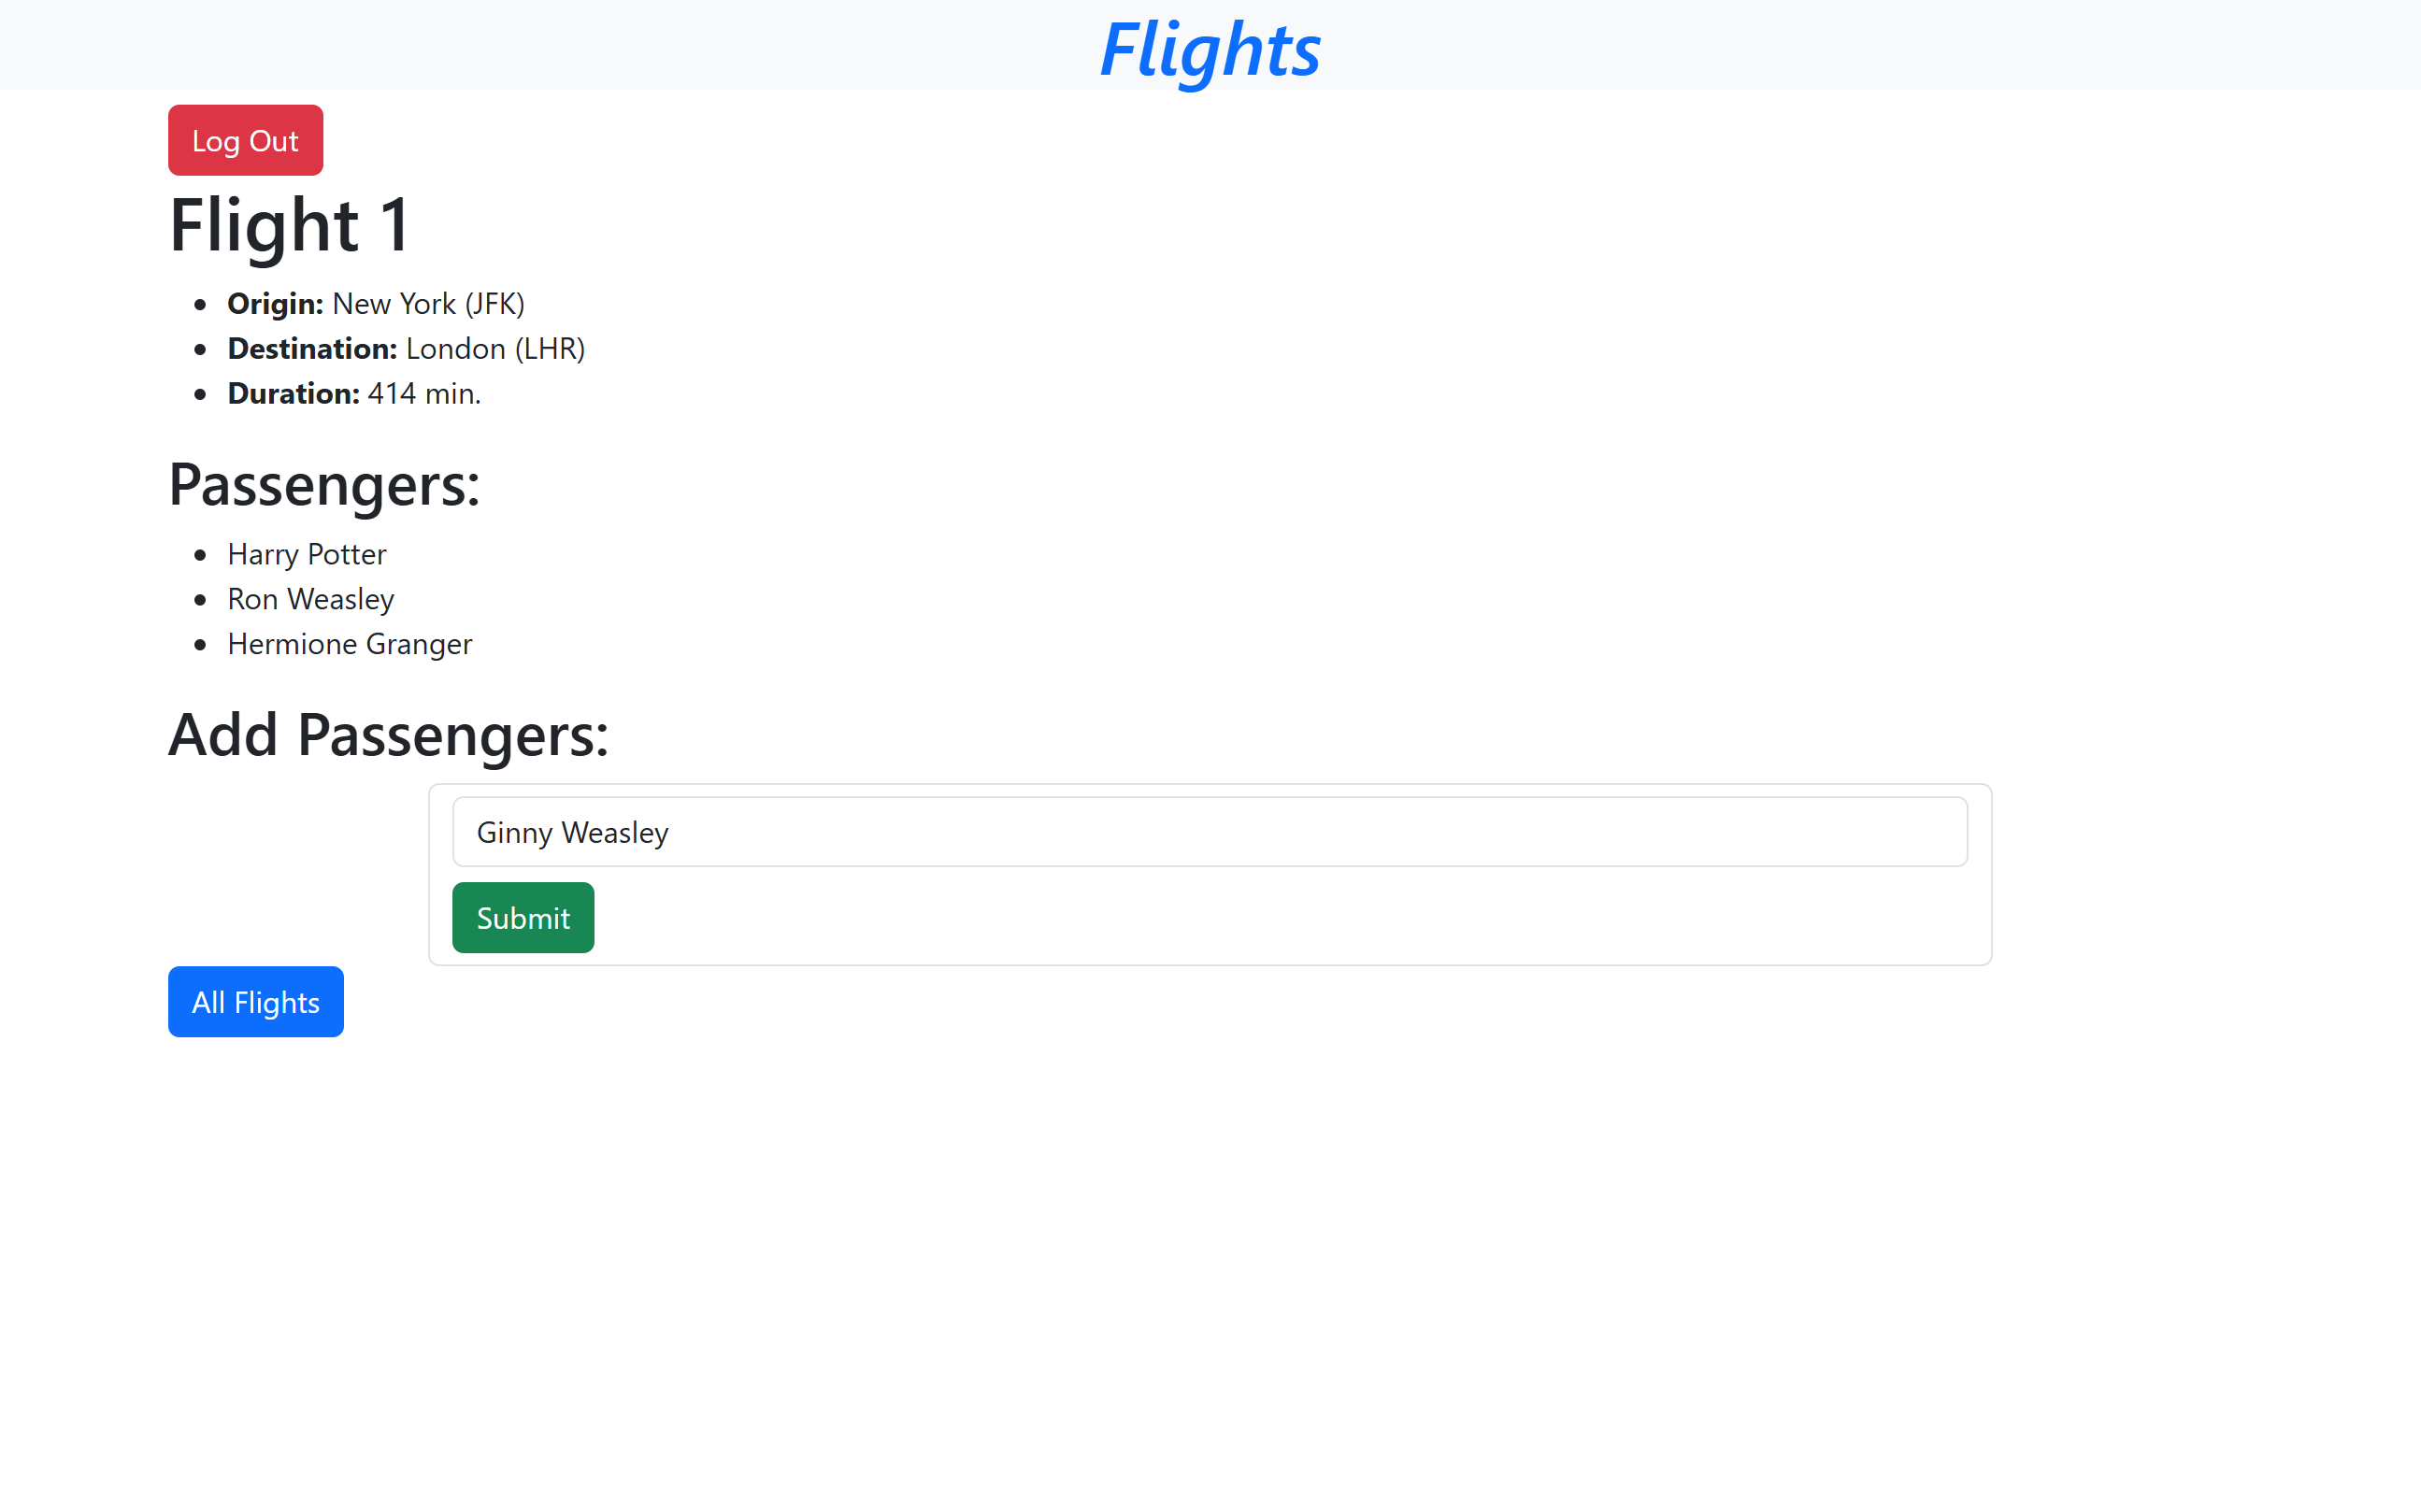 Flights
Log Out
Flight 1
Origin: New York (JFK)
Destination: London (LHR)
Duration: 414 min.
Passengers:
Harry Potter
Ron Weasley
Hermione Granger
Add Passengers:
Ginny Weasley
Submit
All Flights